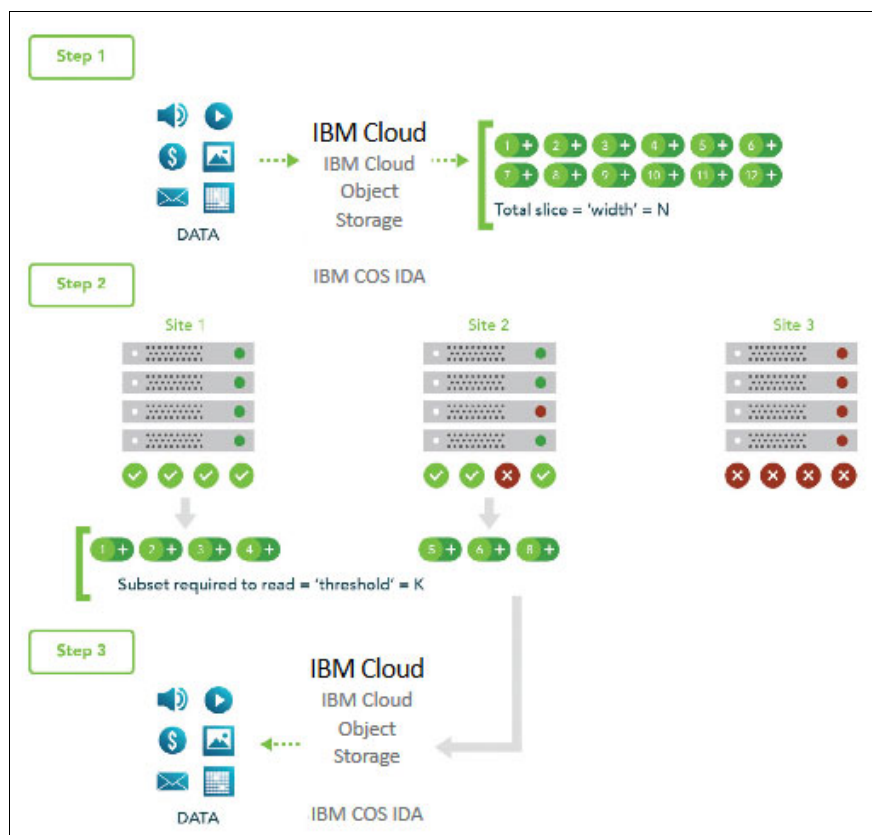 Step 1
IBM Cloud
IBM Cloud
Object
Storage
DATA
IBM COS IDA
1 + 2 + 3 + 4 + 5 + 6 +
7 + 8 + 9 + 10 + 11 + 12 +
Total slice = 'width' = N
Step 2
Site 1
Site 2
Site 3
1 + 2 + 3 + 4 +
5 + 6 + 8 +
Subset required to read = 'threshold' = K
Step 3
IBM Cloud
IBM Cloud
Object
Storage
DATA
IBM COS IDA